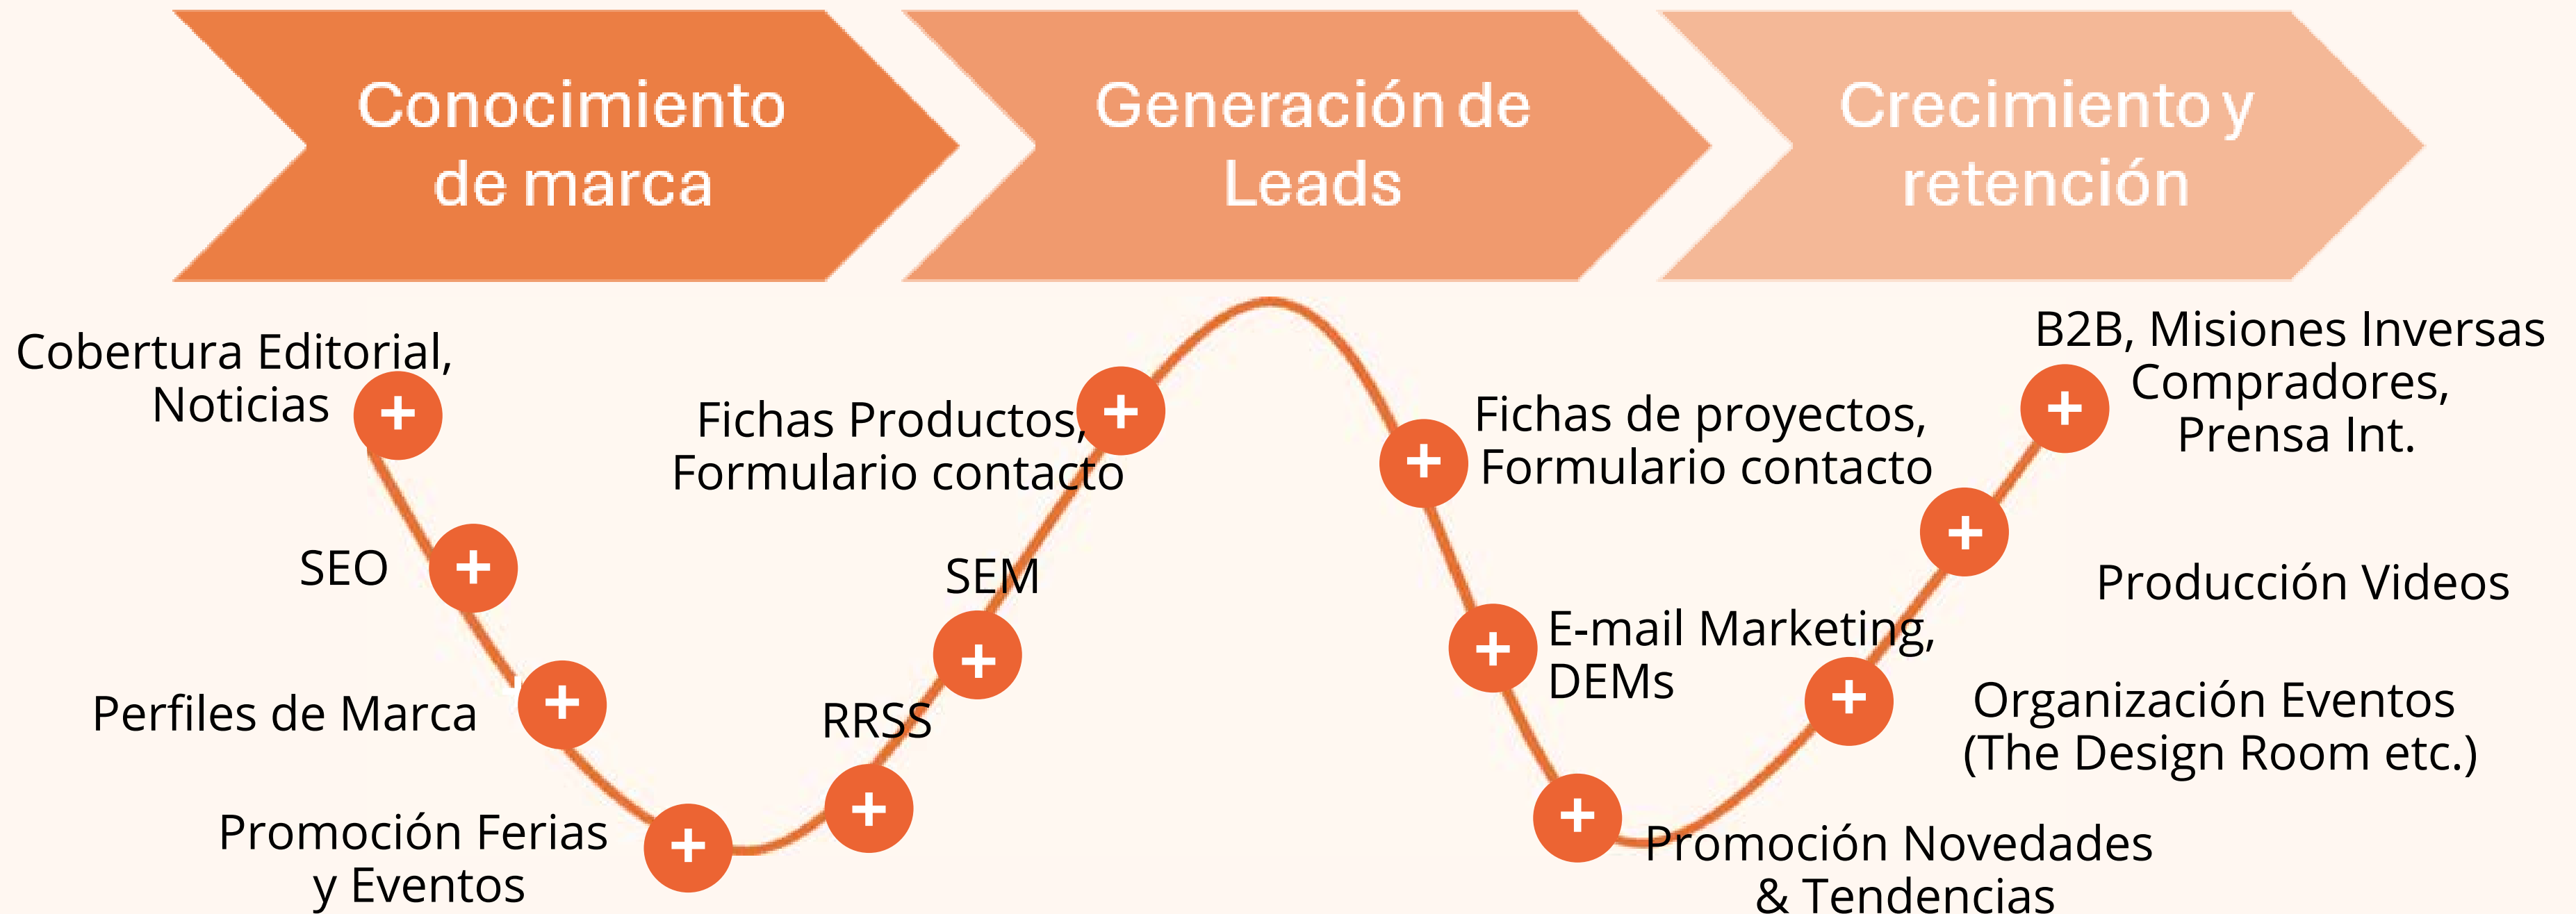 Conocimiento
de marca
Generación de
Leads
Crecimiento y
retención
Cobertura Editorial,
Noticias
SEO
Perfiles de Marca
Promoción Ferias
y Eventos
RRSS
SEM
Fichas Productos,
Formulario contacto
Fichas de proyectos,
Formulario contacto
E-mail Marketing,
DEMs
Promoción Novedades
& Tendencias
Organización Eventos
(The Design Room etc.)
Producción Videos
B2B, Misiones Inversas
Compradores,
Prensa Int.